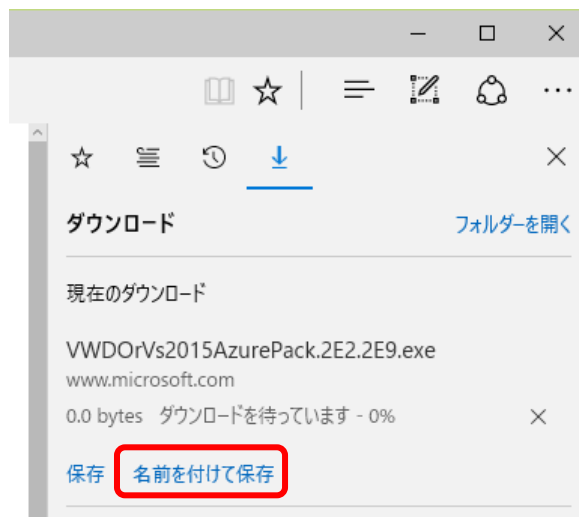 ダウンロード
フォルダーを開く
現在のダウンロード
VWDOrVs2015AzurePack.2E2.2E9.exe
www.microsoft.com
0.0 bytes ダウンロードを待っています - 0%
保存 名前を付けて保存